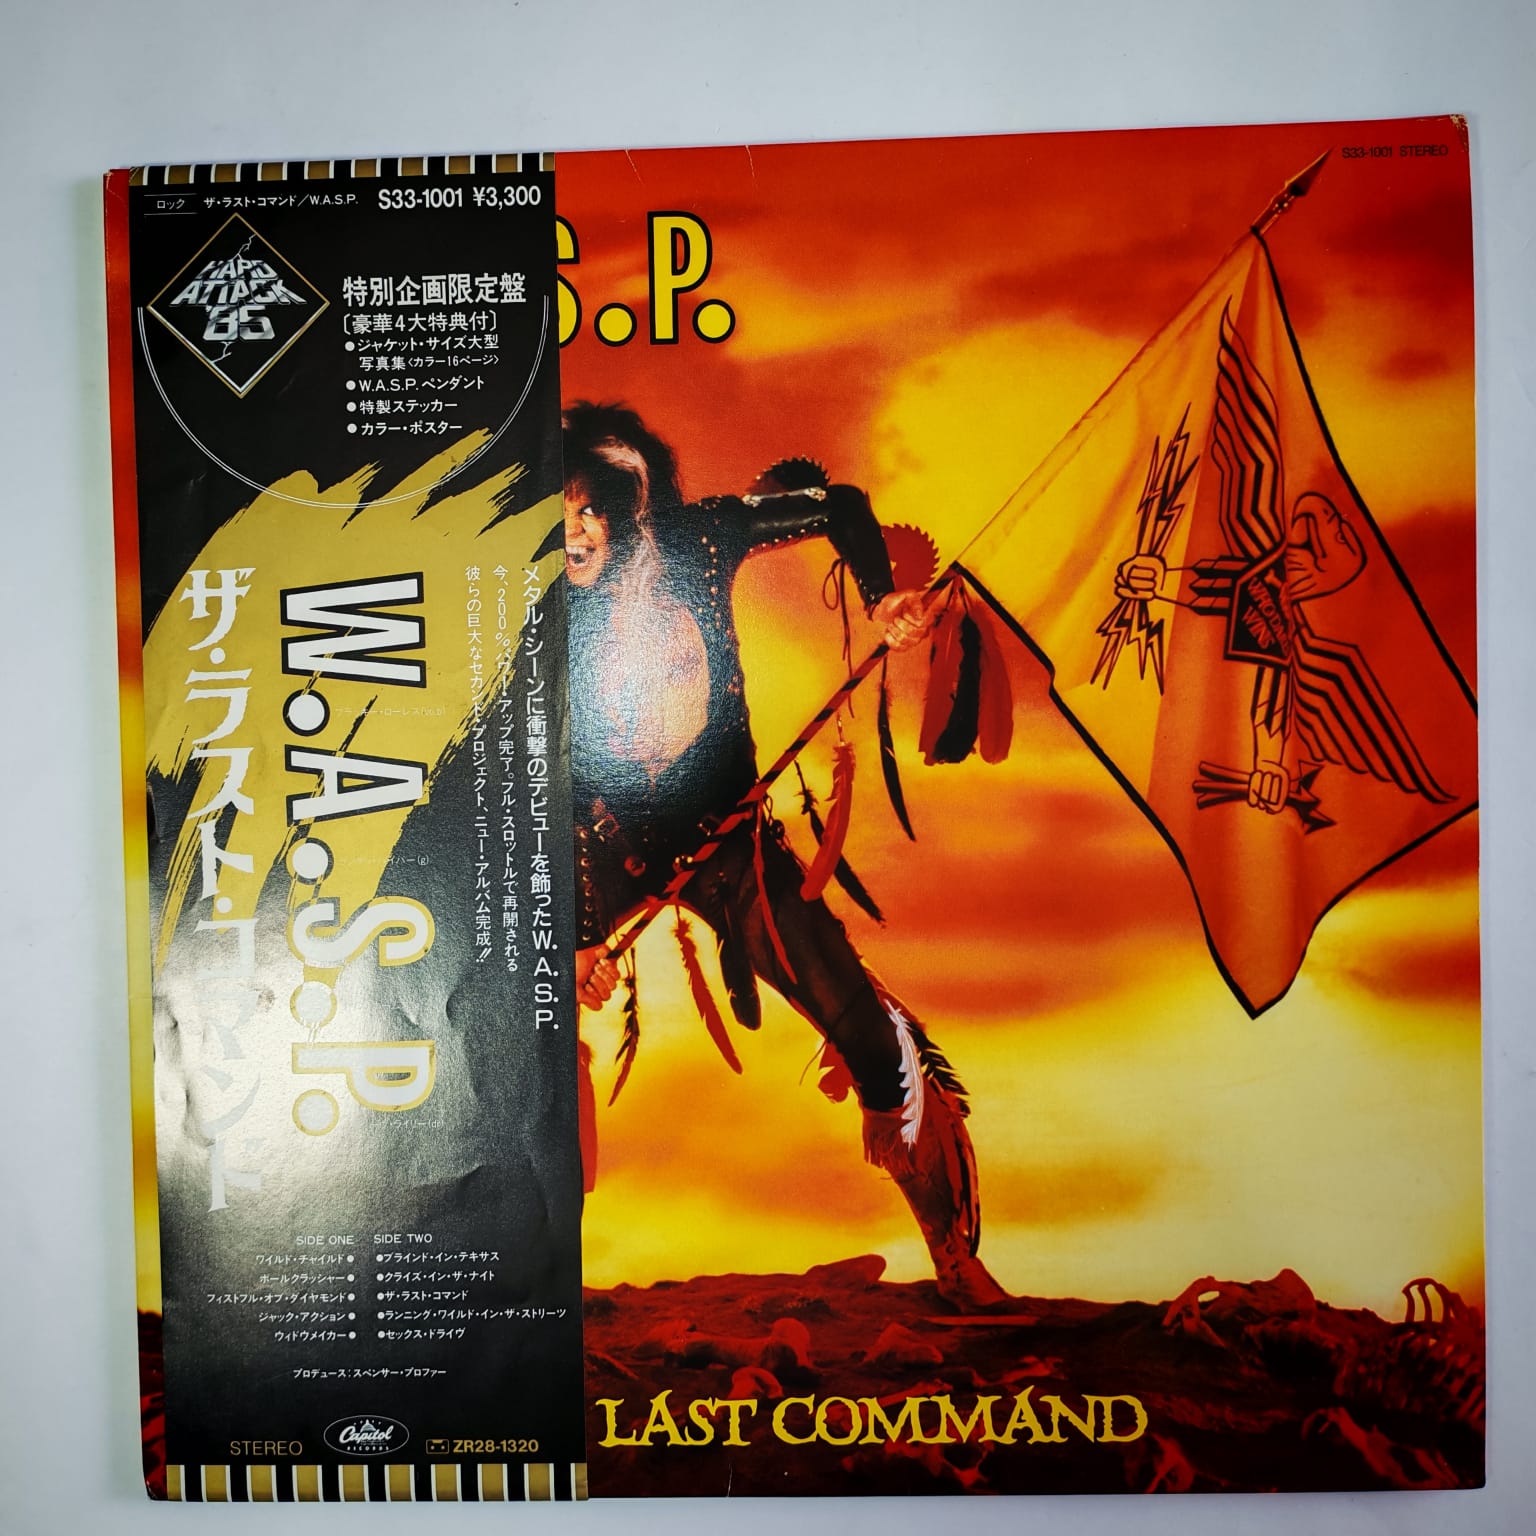 ロック ザ・ラスト・コマンド/W.A.S.P. S33-1001 ¥3,300
HARD
ATTACK
'85
特別企画限定盤
〔豪華4大特典付〕
●ジャケット・サイズ大型
写真集〈カラー16ページ〉
●W.A.S.P.ペンダント
●特製ステッカー
●カラー・ポスター
メタル・シーンに衝撃のデビューを飾ったW.A.S.P.
今、200%パワー・アップ完了。フル・スロットルで再開される
彼らの巨大なセカンド・プロジェクト、ニュー・アルバム完成!!
W.A.S.P.
ブラッキー・ローレス(vo,b)
ザ・ラスト・コマンド
SIDE ONE
ワイルド・チャイルド●
ボールクラッシャー●
フィストフル・オブ・ダイヤモンド●
ジャック・アクション●
ウィドウメイカー●
SIDE TWO
●ブラインド・イン・テキサス
●クライズ・イン・ザ・ナイト
●ザ・ラスト・コマンド
●ランニング・ワイルド・イン・ザ・ストリーツ
●セックス・ドライヴ
プロデュース:スペンサー・プロファー
STEREO Capitol RECORDS ZR28-1320
S33-1001 STEREO
S.P.
WHO DARES
WINS
LAST COMMAND